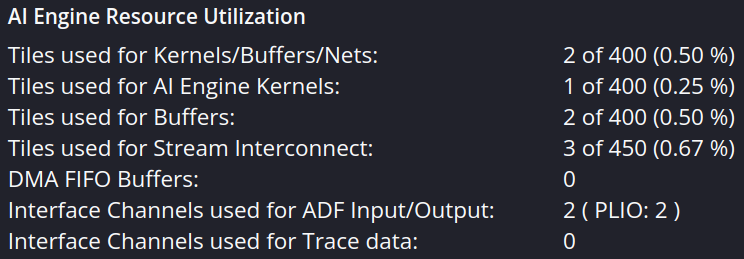 AI Engine Resource Utilization
Tiles used for Kernels/Buffers/Nets: 2 of 400 (0.50 %)
Tiles used for AI Engine Kernels: 1 of 400 (0.25 %)
Tiles used for Buffers: 2 of 400 (0.50 %)
Tiles used for Stream Interconnect: 3 of 450 (0.67 %)
DMA FIFO Buffers: 0
Interface Channels used for ADF Input/Output: 2 ( PLIO: 2 )
Interface Channels used for Trace data: 0